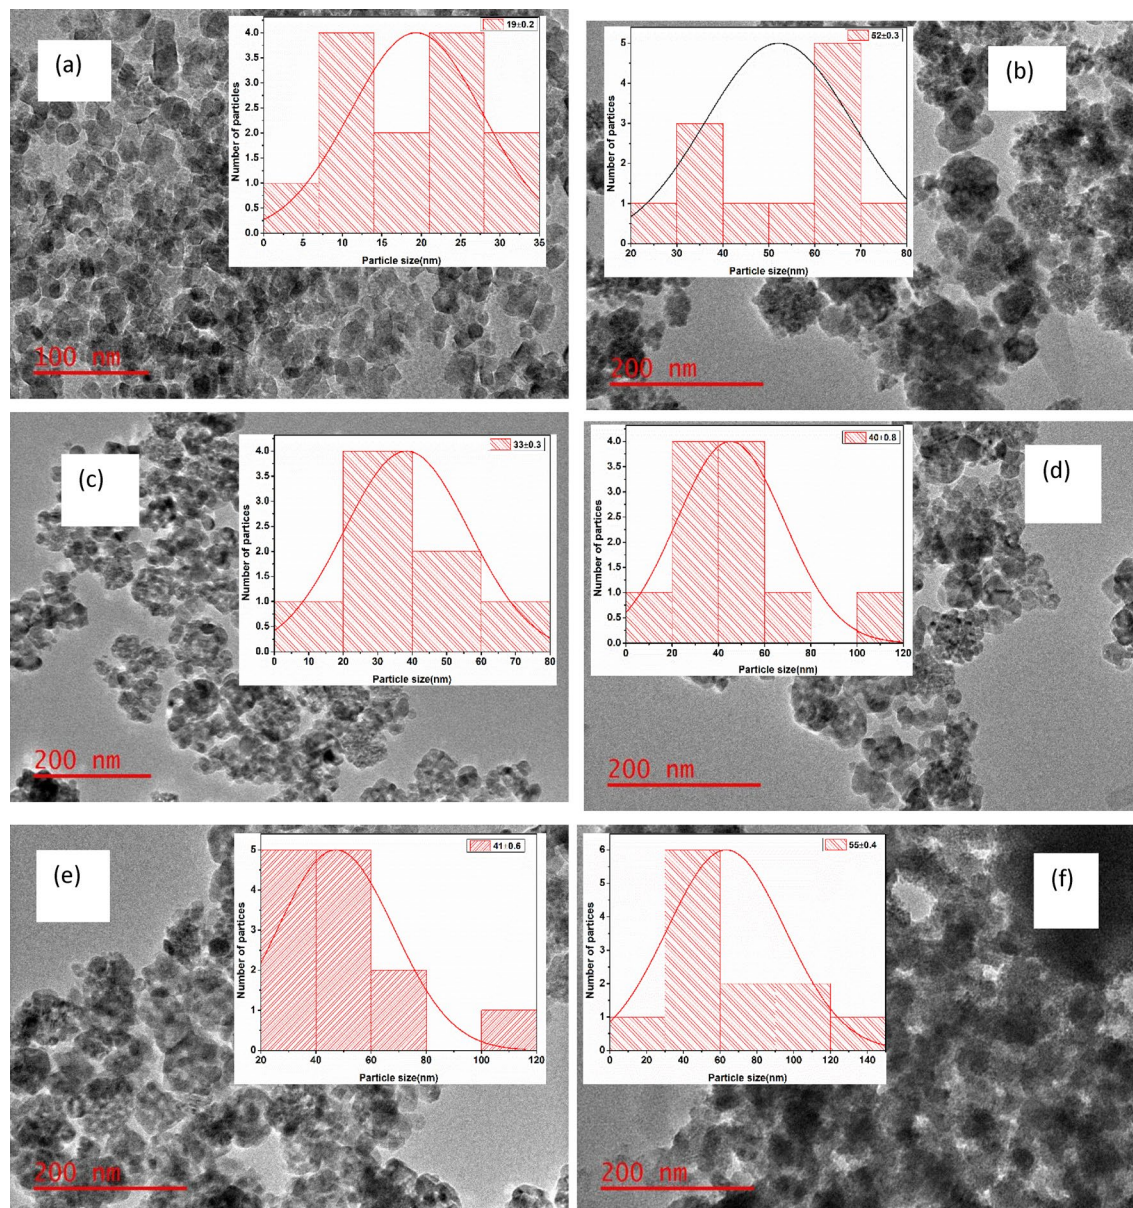 (a)
19±0.2
Number of particles
4.0
3.5
3.0
2.5
2.0
1.5
1.0
0.5
0.0
0 5 10 15 20 25 30 35
Particle size(nm)
100 nm
(b)
52±0.3
Number of partices
5
4
3
2
1
0
20 30 40 50 60 70 80
Particle size(nm)
200 nm
(c)
33±0.3
Number of partices
4.0
3.5
3.0
2.5
2.0
1.5
1.0
0.5
0.0
0 10 20 30 40 50 60 70 80
Particle size(nm)
200 nm
(d)
40±0.8
Number of partices
4.0
3.5
3.0
2.5
2.0
1.5
1.0
0.5
0.0
0 20 40 60 80 100 120
Particle size(nm)
200 nm
(e)
41±0.6
Number of partices
5
4
3
2
1
0
20 40 60 80 100 120
Particle size(nm)
200 nm
(f)
55±0.4
Number of partices
6
5
4
3
2
1
0
0 20 40 60 80 100 120 140
Particle size(nm)
200 nm